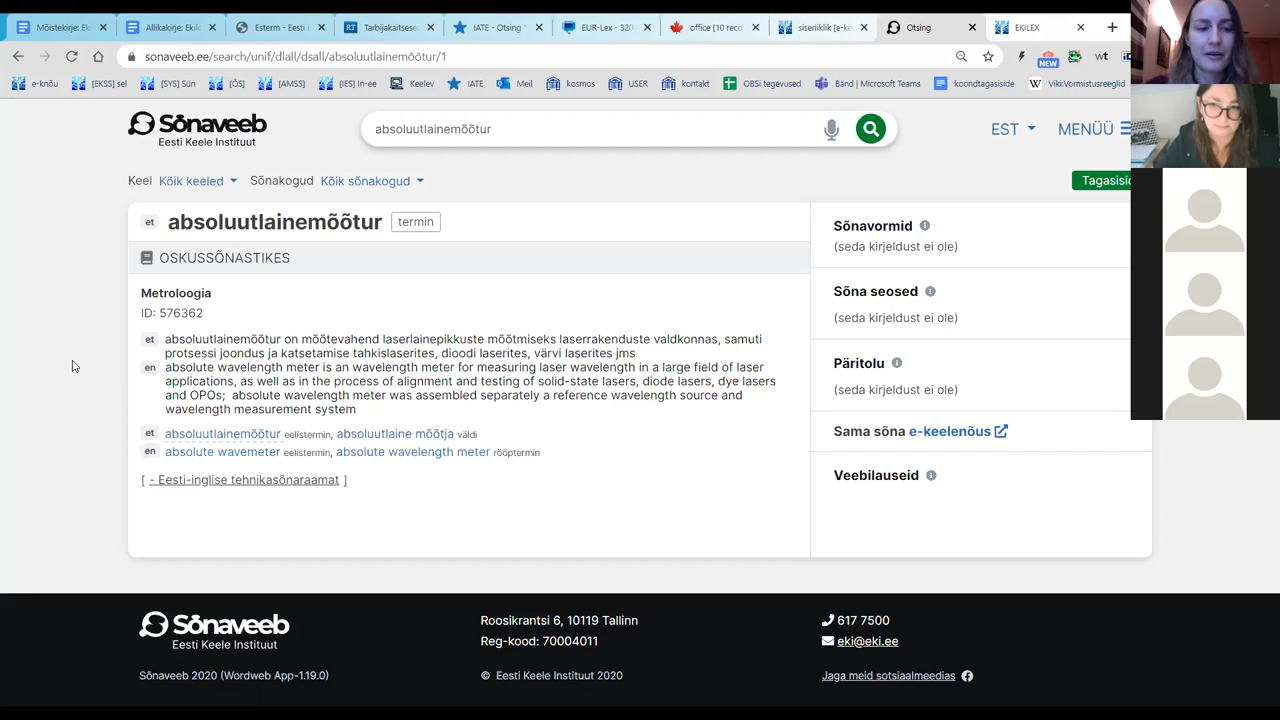 Mõistekirje: Ek
Allikakirje: Ekil
Esterm - Eesti i
Tarbijakaitsesea
IATE - Otsing
EUR-Lex - 320
office [10 reco
siseriiklik [e-ke
Otsing
EKILEX
sonaveeb.ee/search/unif/dlall/dsall/absoluutlainemõõtur/1
NEW
wt
e-knõu
[EKSS] sel
[SYS] Sün
[ÕS]
[AMSS]
[IES] In-ee
Keelev
IATE
Meil
kosmos
USER
kontakt
OBSi tegevused
Bänd | Microsoft Teams
koondtagasiside
Viki:Vormistusreeglid
Sõnaveeb
Eesti Keele Instituut
absoluutlainemõõtur
EST
MENÜÜ
Keel Kõik keeled Sõnakogud Kõik sõnakogud
Tagasisid
et absoluutlainemõõtur termin
OSKUSSÕNASTIKES
Metroloogia
ID: 576362
et absoluutlainemõõtur on mõõtevahend laserlainepikkuste mõõtmiseks laserrakenduste valdkonnas, samuti
protsessi joondus ja katsetamise tahkislaserites, dioodi laserites, värvi laserites jms
en absolute wavelength meter is an wavelength meter for measuring laser wavelength in a large field of laser
applications, as well as in the process of alignment and testing of solid-state lasers, diode lasers, dye lasers
and OPOs; absolute wavelength meter was assembled separately a reference wavelength source and
wavelength measurement system
et absoluutlainemõõtur eelistermin, absoluutlaine mõõtja väldi
en absolute wavemeter eelistermin, absolute wavelength meter rööptermin
[ - Eesti-inglise tehnikasõnaraamat ]
Sõnavormid
(seda kirjeldust ei ole)
Sõna seosed
(seda kirjeldust ei ole)
Päritolu
(seda kirjeldust ei ole)
Sama sõna e-keelenõus
Veebilauseid
Sõnaveeb
Eesti Keele Instituut
Sõnaveeb 2020 (Wordweb App-1.19.0)
Roosikrantsi 6, 10119 Tallinn
Reg-kood: 70004011
© Eesti Keele Instituut 2020
617 7500
eki@eki.ee
Jaga meid sotsiaalmeedias